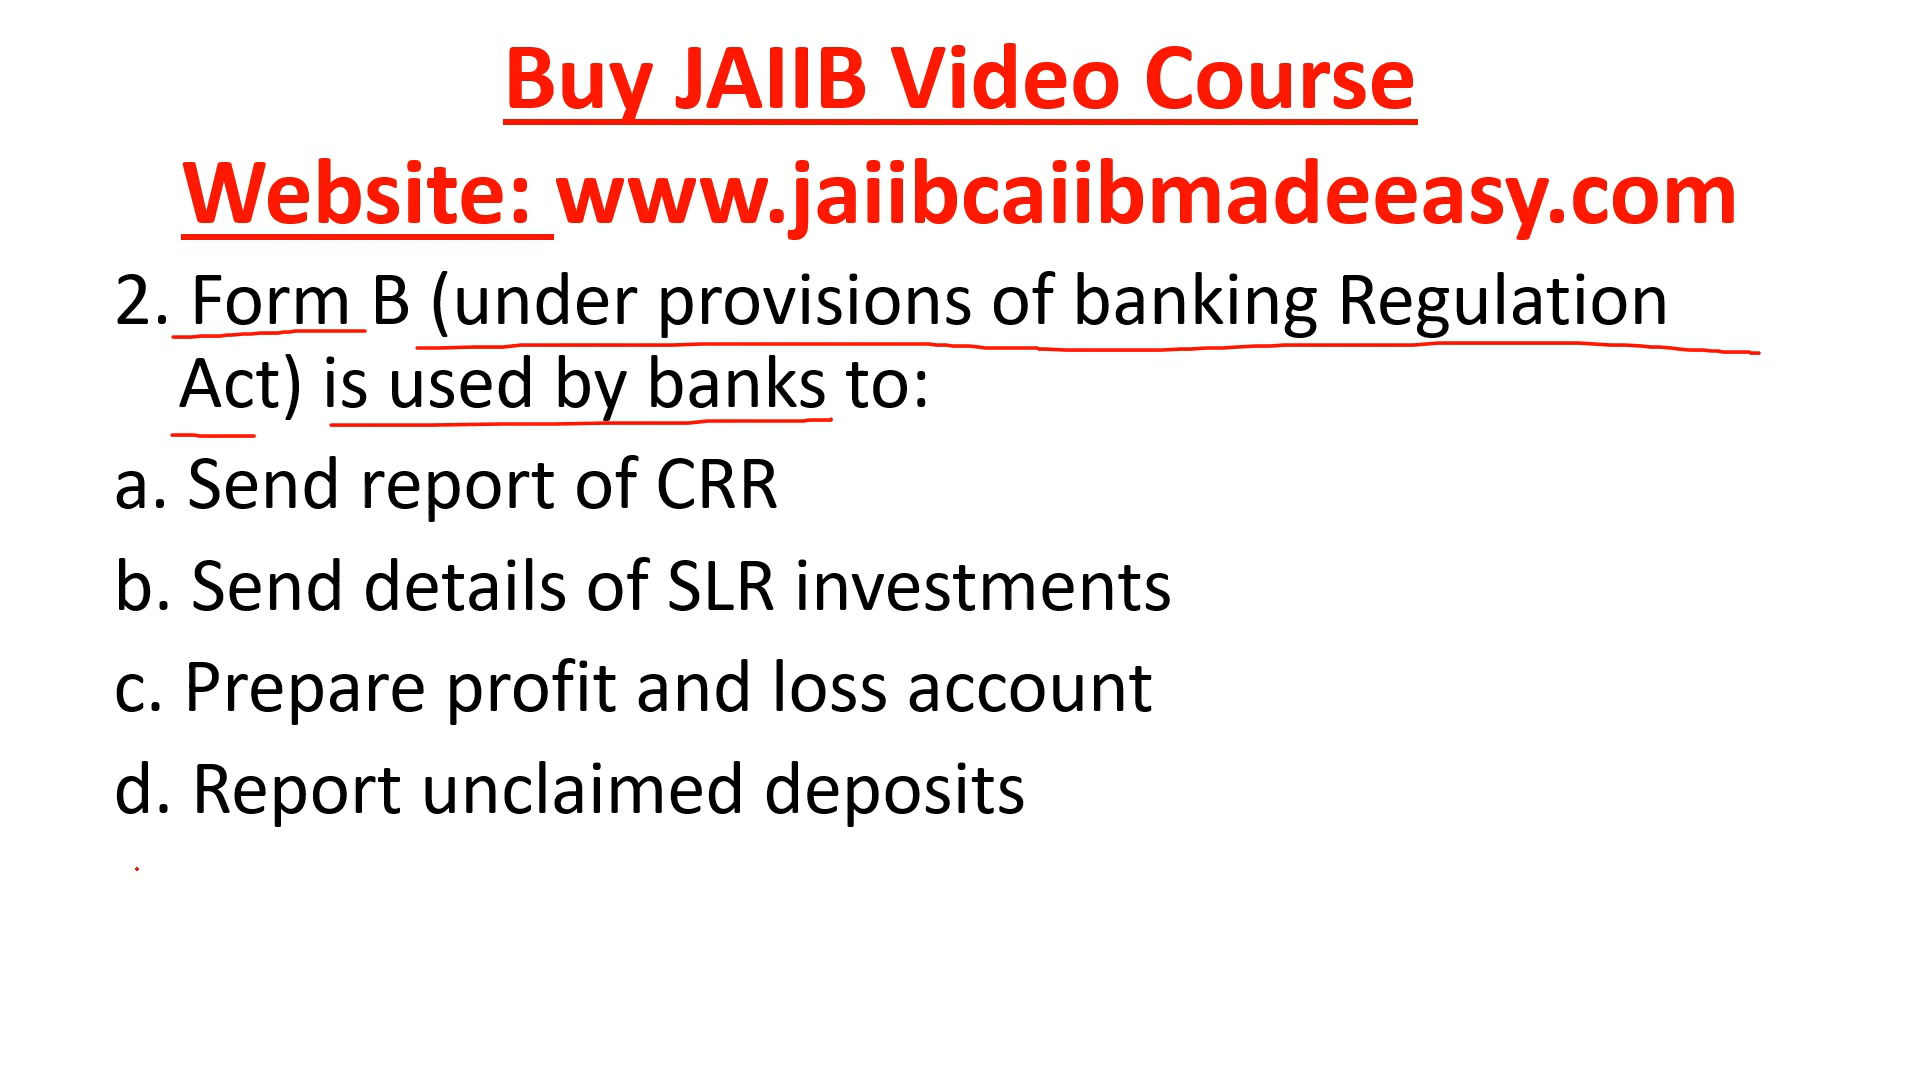 Buy JAIIB Video Course
Website: www.jaiibcaiibmadeeasy.com
2. Form B (under provisions of banking Regulation
Act) is used by banks to:
a. Send report of CRR
b. Send details of SLR investments
c. Prepare profit and loss account
d. Report unclaimed deposits